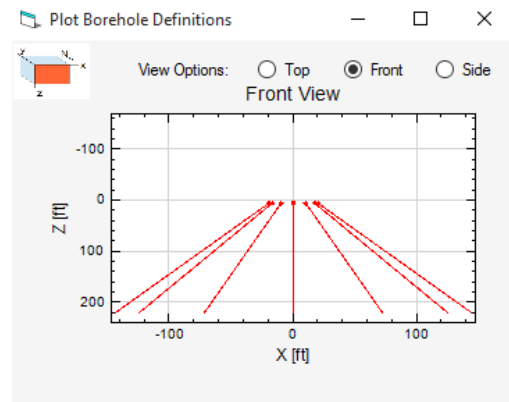 Plot Borehole Definitions
View Options: Top Front Side
Front View
-100
0
100
200
Z [ft]
-100 0 100
X [ft]
x
z